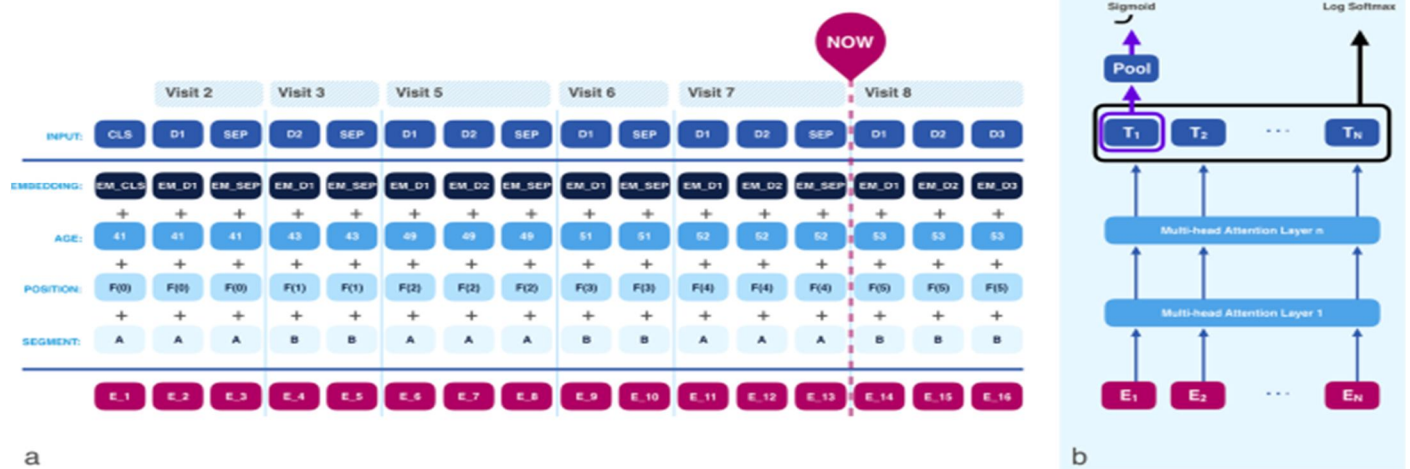 NOW
Visit 2 Visit 3 Visit 5 Visit 6 Visit 7 Visit 8
INPUT: CLS D1 SEP D2 SEP D1 D2 SEP D1 SEP D1 D2 SEP D1 D2 D3
EMBEDDING: EM_CLS EM_D1 EM_SEP EM_D1 EM_SEP EM_D1 EM_D2 EM_SEP EM_D1 EM_SEP EM_D1 EM_D2 EM_SEP EM_D1 EM_D2 EM_D3
+ + + + + + + + + + + + + + + +
AGE: 41 41 41 43 43 49 49 49 51 51 52 52 52 53 53 53
+ + + + + + + + + + + + + + + +
POSITION: F(0) F(0) F(0) F(1) F(1) F(2) F(2) F(2) F(3) F(3) F(4) F(4) F(4) F(5) F(5) F(5)
+ + + + + + + + + + + + + + + +
SEGMENT: A A A B B A A A B B A A A B B B
E_1 E_2 E_3 E_4 E_5 E_6 E_7 E_8 E_9 E_10 E_11 E_12 E_13 E_14 E_15 E_16
a
Sigmoid Log Softmax
Pool
T1 T2 ... TN
Multi-head Attention Layer n
Multi-head Attention Layer 1
E1 E2 ... EN
b